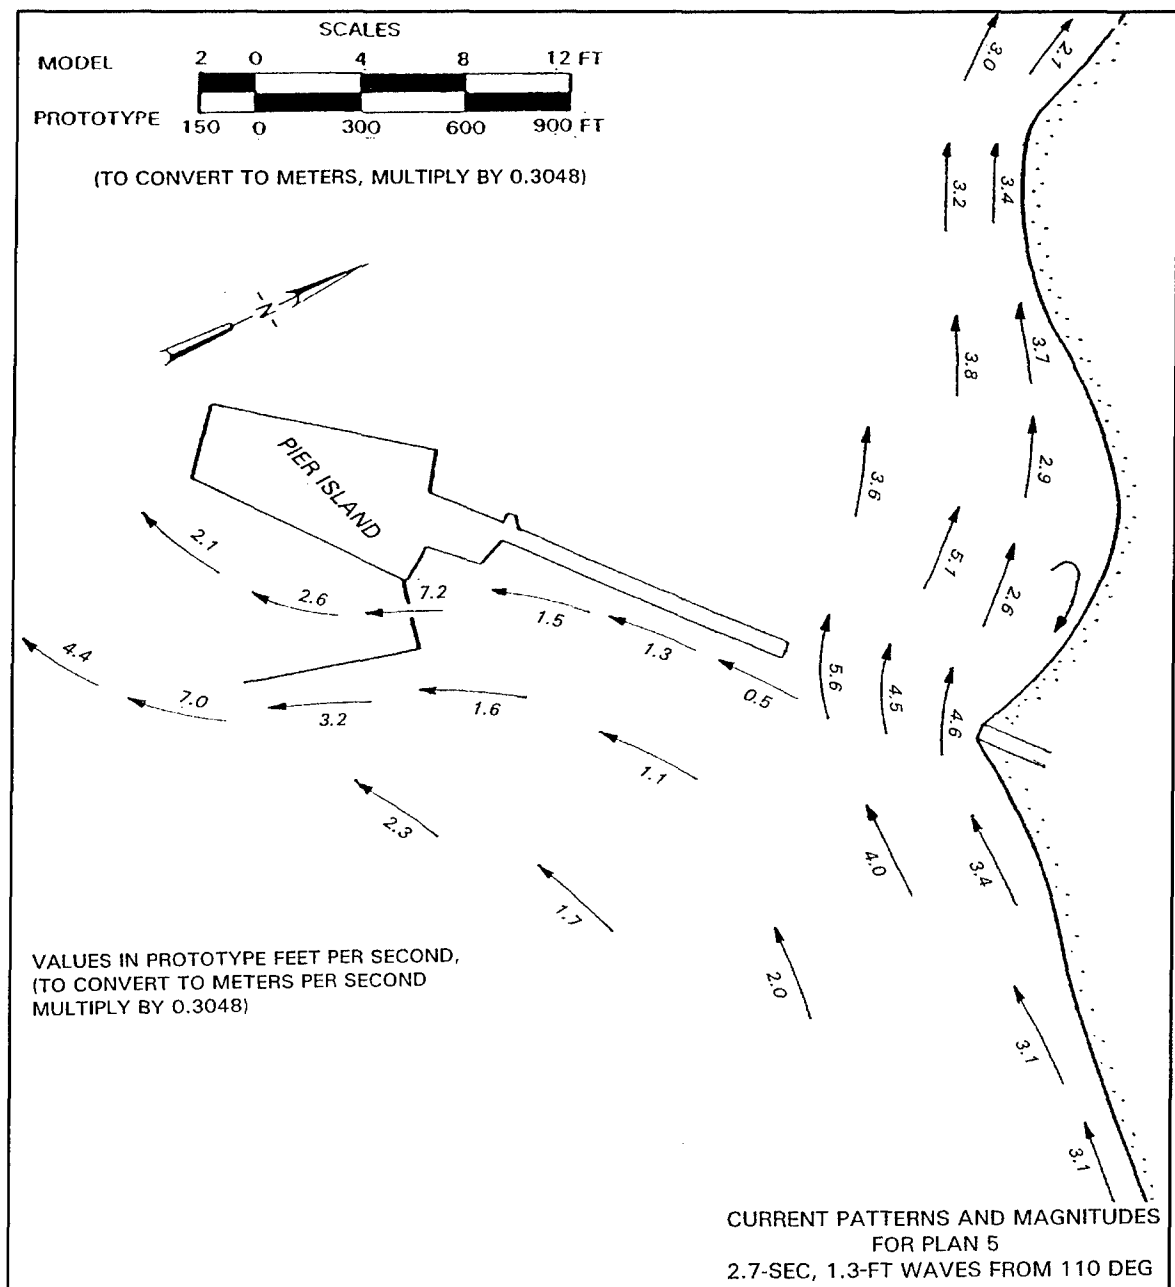 SCALES
MODEL 2 0 4 8 12 FT
PROTOTYPE 150 0 300 600 900 FT
(TO CONVERT TO METERS, MULTIPLY BY 0.3048)
3.0
2.1
3.2
3.4
-N-
3.8
3.7
PIER ISLAND
3.6
2.9
2.1
5.1
2.6
7.2
2.6
1.5
1.3
0.5
5.6
4.5
4.6
4.4
7.0
3.2
1.6
1.1
2.3
4.0
3.4
1.7
2.0
3.1
VALUES IN PROTOTYPE FEET PER SECOND,
(TO CONVERT TO METERS PER SECOND
MULTIPLY BY 0.3048)
3.1
CURRENT PATTERNS AND MAGNITUDES
FOR PLAN 5
2.7-SEC, 1.3-FT WAVES FROM 110 DEG